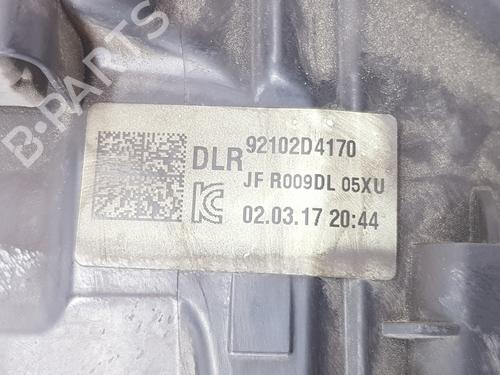 B-PARTS
DLR 92102D4170
JF R009DL 05XU
02.03.17 20:44